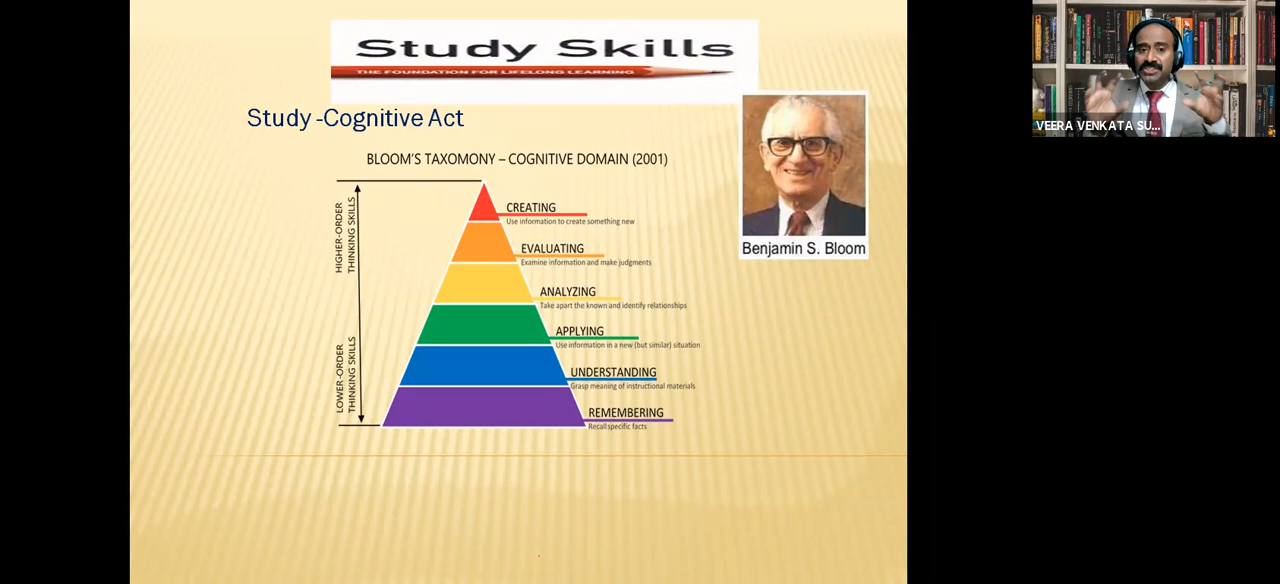 Study Skills
THE FOUNDATION FOR LIFELONG LEARNING
Study -Cognitive Act
BLOOM'S TAXOMONY – COGNITIVE DOMAIN (2001)
HIGHER-ORDER
THINKING SKILLS
LOWER-ORDER
THINKING SKILLS
CREATING
Use information to create something new
EVALUATING
Examine information and make judgments
ANALYZING
Take apart the known and identify relationships
APPLYING
Use information in a new (but similar) situation
UNDERSTANDING
Grasp meaning of instructional materials
REMEMBERING
Recall specific facts
Benjamin S. Bloom
VEERA VENKATA SU...